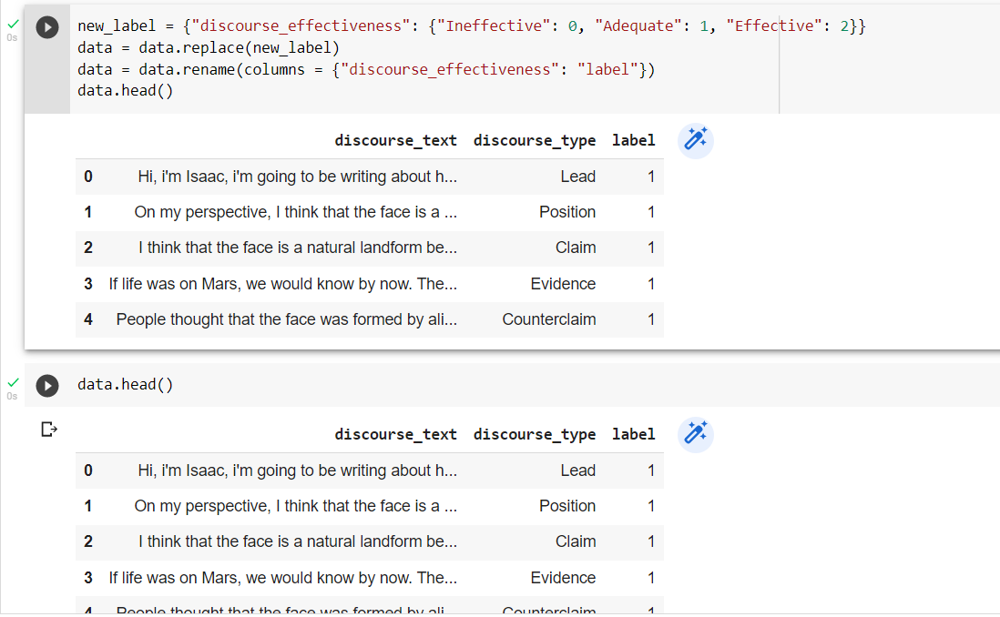 new_label = {"discourse_effectiveness": {"Ineffective": 0, "Adequate": 1, "Effective": 2}}
0s
data = data.replace(new_label)
data = data.rename(columns = {"discourse_effectiveness": "label"})
data.head()
discourse_text discourse_type label
0 Hi, i'm Isaac, i'm going to be writing about h... Lead 1
1 On my perspective, I think that the face is a ... Position 1
2 I think that the face is a natural landform be... Claim 1
3 If life was on Mars, we would know by now. The... Evidence 1
4 People thought that the face was formed by ali... Counterclaim 1
data.head()
0s
discourse_text discourse_type label
0 Hi, i'm Isaac, i'm going to be writing about h... Lead 1
1 On my perspective, I think that the face is a ... Position 1
2 I think that the face is a natural landform be... Claim 1
3 If life was on Mars, we would know by now. The... Evidence 1
4 People thought that the face was formed by ali... Counterclaim 1